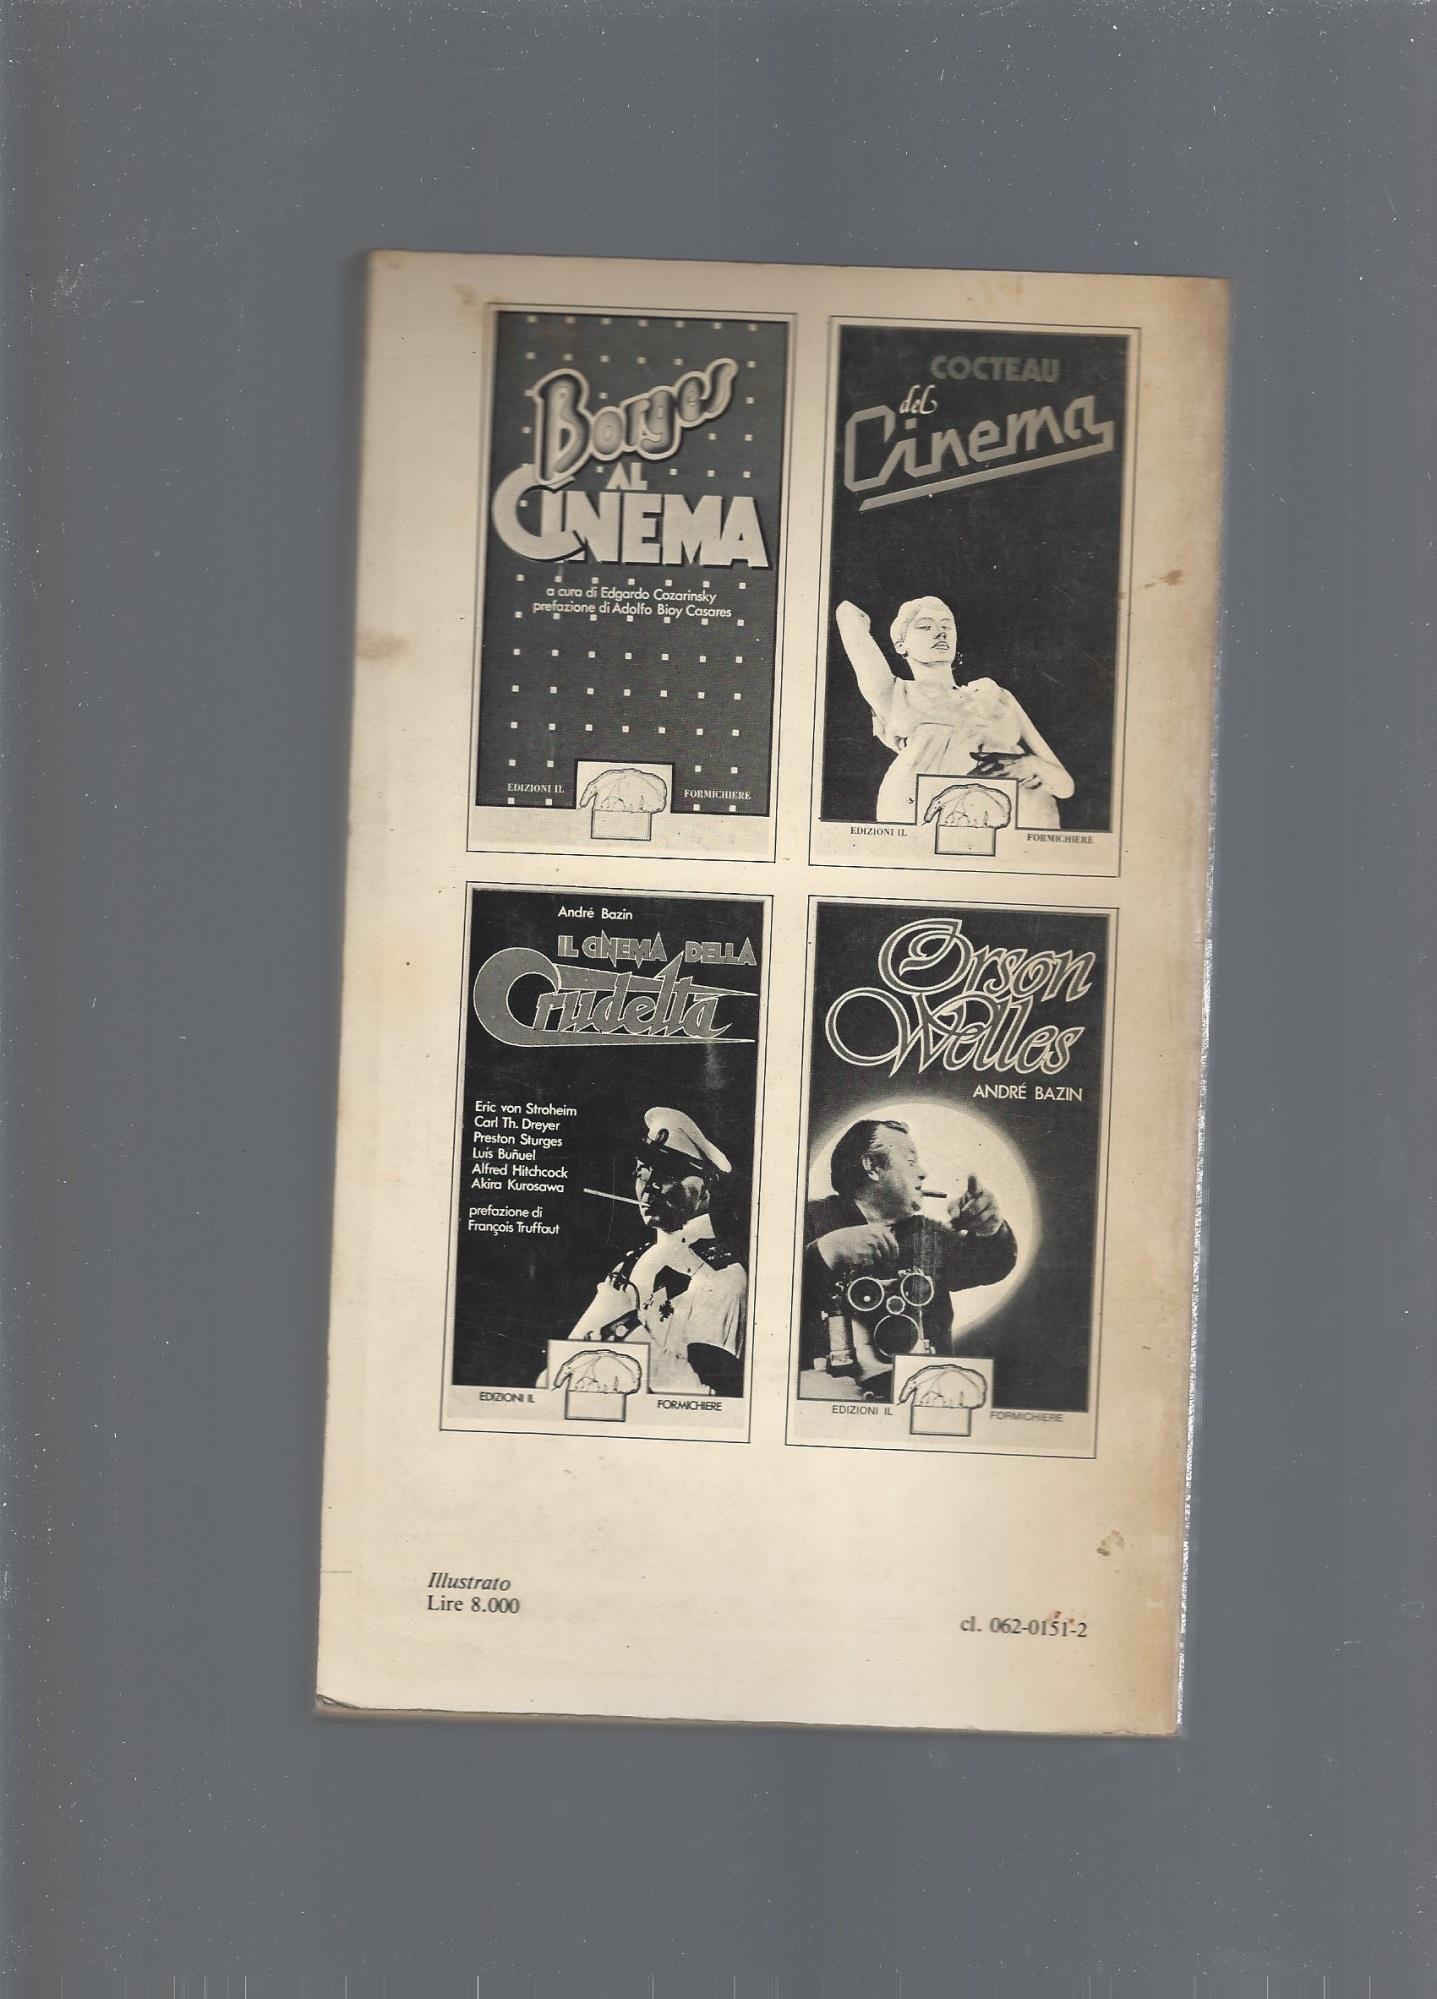 Borges
AL
CINEMA
a cura di Edgardo Cozarinsky
prefazione di Adolfo Bioy Casares
EDIZIONI IL FORMICHIERE
COCTEAU
del
Cinema
EDIZIONI IL FORMICHIERE
André Bazin
IL CINEMA DELLA
Crudeltà
Eric von Stroheim
Carl Th. Dreyer
Preston Sturges
Luís Buñuel
Alfred Hitchcock
Akira Kurosawa
prefazione di
François Truffaut
EDIZIONI IL FORMICHIERE
Orson
Welles
ANDRÉ BAZIN
EDIZIONI IL FORMICHIERE
Illustrato
Lire 8.000
cl. 062-0151-2